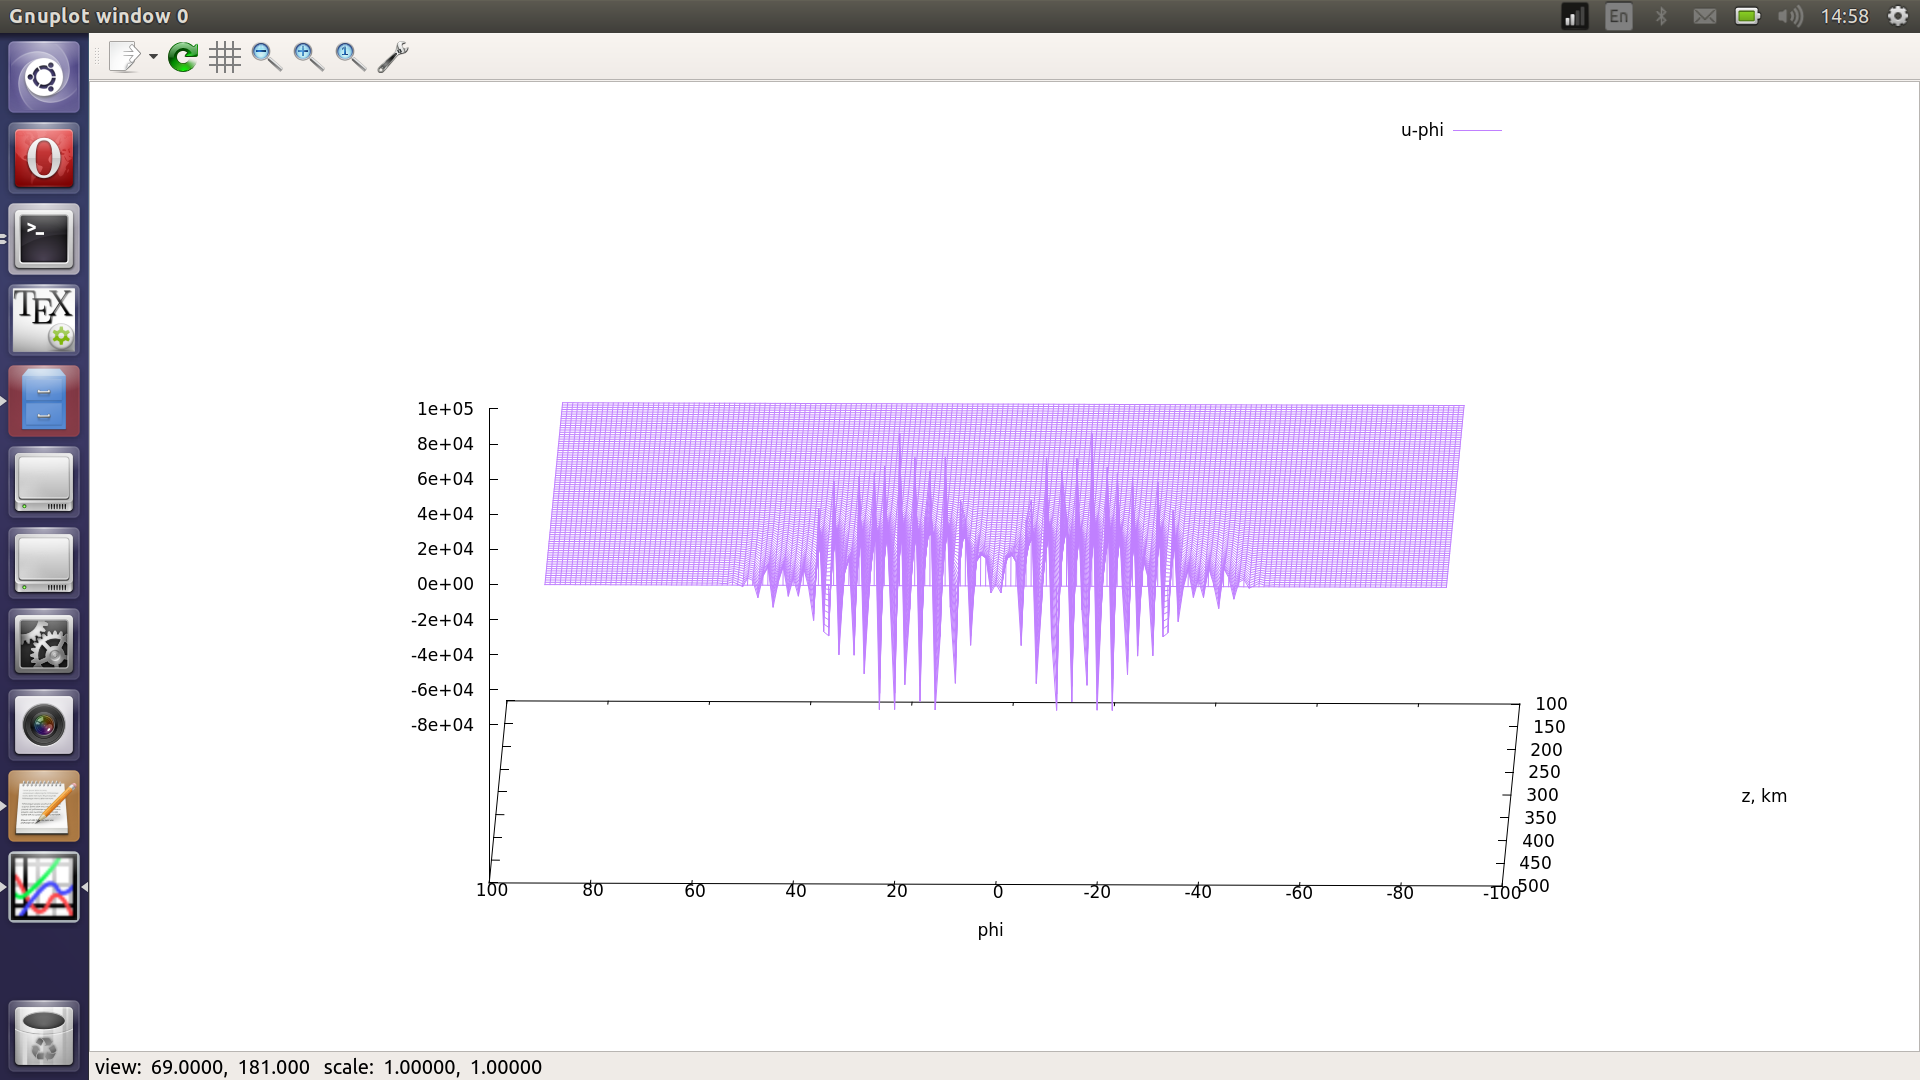 Gnuplot window 0
En
14:58
u-phi
1e+05
8e+04
6e+04
4e+04
2e+04
0e+00
-2e+04
-4e+04
-6e+04
-8e+04
100
150
200
250
300
350
400
450
500
z, km
100 80 60 40 20 0 -20 -40 -60 -80 -100
phi
TEX
view: 69.0000, 181.000 scale: 1.00000, 1.00000